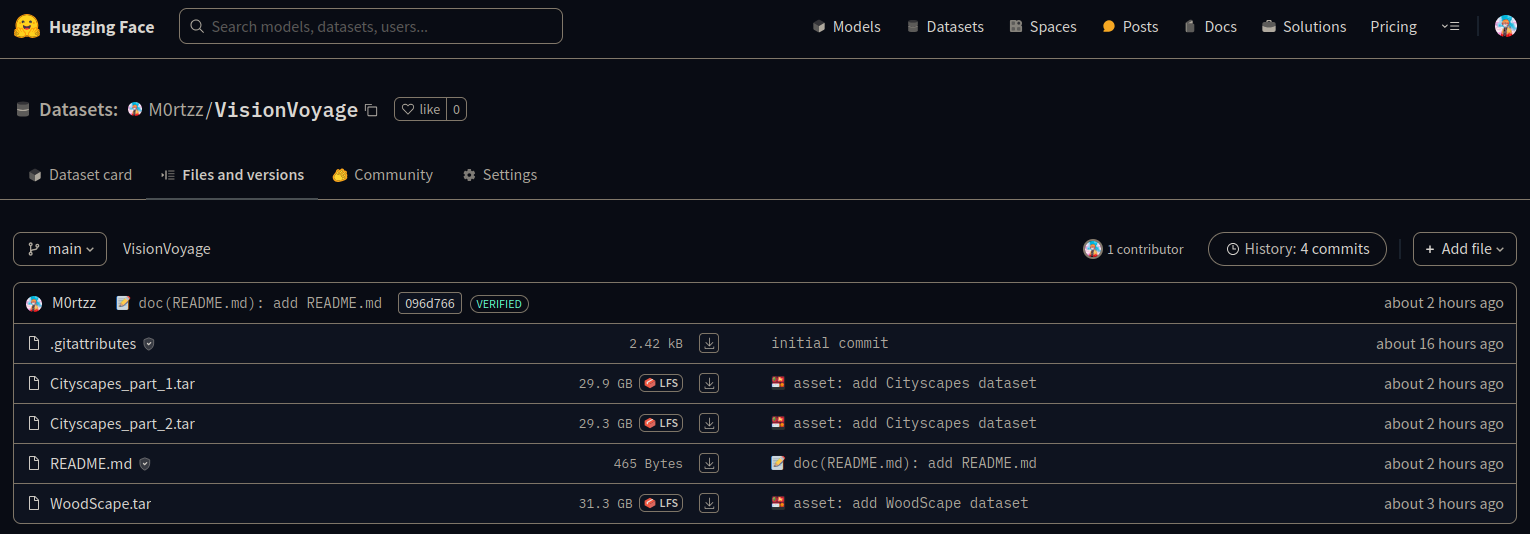 Hugging Face Search models, datasets, users... Models Datasets Spaces Posts Docs Solutions Pricing
Datasets: M0rtzz/VisionVoyage like 0
Dataset card Files and versions Community Settings
main VisionVoyage 1 contributor History: 4 commits + Add file
M0rtzz doc(README.md): add README.md 096d766 VERIFIED about 2 hours ago
.gitattributes 2.42 kB initial commit about 16 hours ago
Cityscapes_part_1.tar 29.9 GB LFS asset: add Cityscapes dataset about 2 hours ago
Cityscapes_part_2.tar 29.3 GB LFS asset: add Cityscapes dataset about 2 hours ago
README.md 465 Bytes doc(README.md): add README.md about 2 hours ago
WoodScape.tar 31.3 GB LFS asset: add WoodScape dataset about 3 hours ago